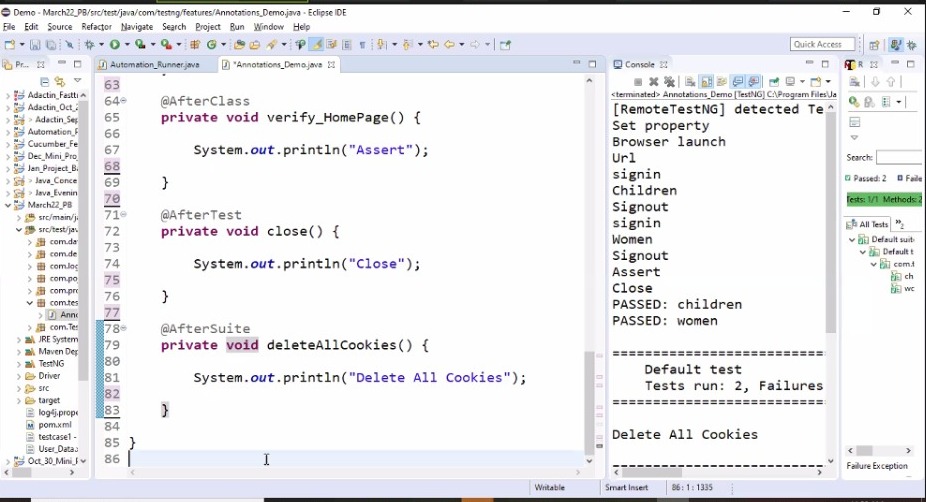 Demo - March22_PB/src/test/java/com/testng/features/Annotations_Demo.java - Eclipse IDE
File Edit Source Refactor Navigate Search Project Run Window Help
Quick Access
Pr...
Automation_Runner.java
*Annotations_Demo.java
Console
Adactin_Fastt
Adactin_Oct_2
> Adactin_Sep
Automation_F
Cucumber_Fe
Dec_Mini_Pro
Jan_Project_Ba
> Java_Conce
> Java_Evenin
March22_PB
src/main/ja
src/test/jav
com.da
com.de
com.log
com.po
com.pro
com.tes
Anno
com.Te
JRE System
Maven Dep
TestNG
Driver
src
target
log4j.prope
pom.xml
testcase1 -
User_Data.x
Oct_30_Mini_F
63
64 @AfterClass
65 private void verify_HomePage() {
66
67 System.out.println("Assert");
68
69 }
70
71 @AfterTest
72 private void close() {
73
74 System.out.println("Close");
75
76 }
77
78 @AfterSuite
79 private void deleteAllCookies() {
80
81 System.out.println("Delete All Cookies");
82
83 }
84
85 }
86
<terminated> Annotations_Demo [TestNG] C:\Program Files\Ja
[RemoteTestNG] detected Te
Set property
Browser launch
Url
signin
Children
Signout
signin
Women
Signout
Assert
Close
PASSED: children
PASSED: women
===============================================
Default test
Tests run: 2, Failures
===============================================
Delete All Cookies
R
Search:
Passed: 2 Faile
Tests: 1/1 Methods: 2
All Tests
Default suit
Default t
com.t
ch
wc
Failure Exception
Writable Smart Insert 86 : 1 : 1335